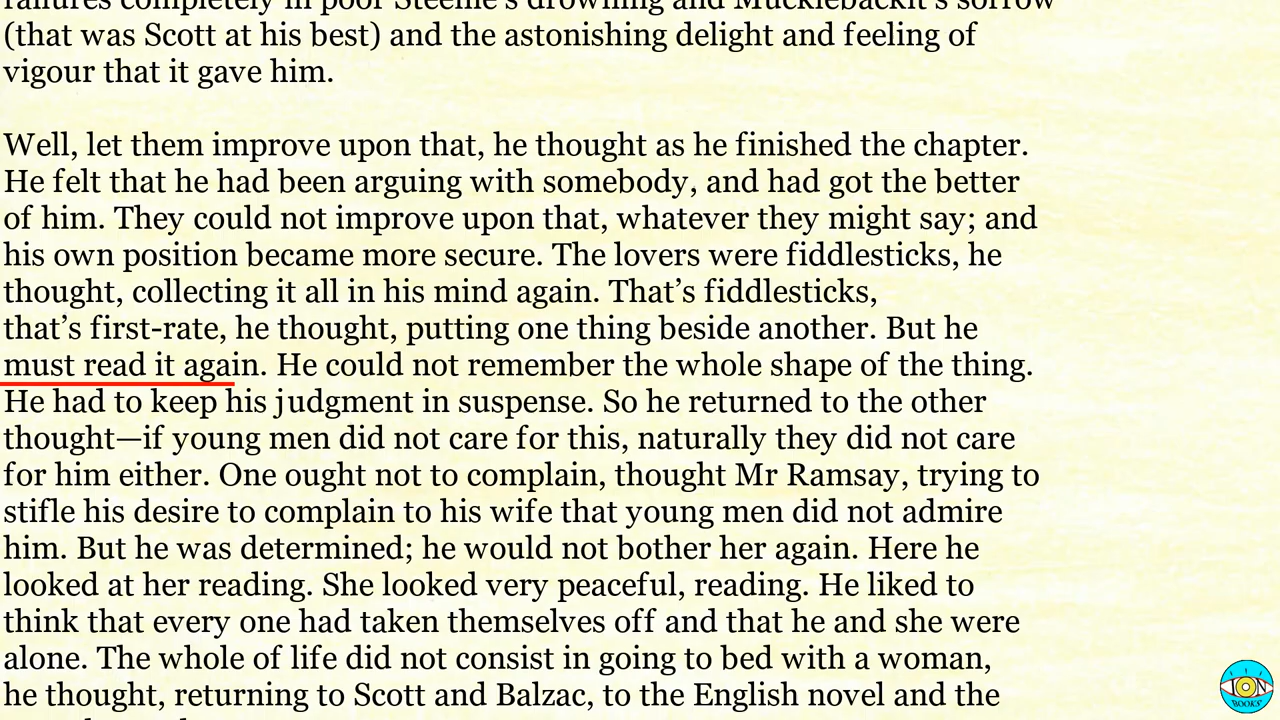 failures completely in poor Steenie's drowning and Mucklebackit's sorrow
(that was Scott at his best) and the astonishing delight and feeling of
vigour that it gave him.
Well, let them improve upon that, he thought as he finished the chapter.
He felt that he had been arguing with somebody, and had got the better
of him. They could not improve upon that, whatever they might say; and
his own position became more secure. The lovers were fiddlesticks, he
thought, collecting it all in his mind again. That’s fiddlesticks,
that’s first-rate, he thought, putting one thing beside another. But he
must read it again. He could not remember the whole shape of the thing.
He had to keep his judgment in suspense. So he returned to the other
thought—if young men did not care for this, naturally they did not care
for him either. One ought not to complain, thought Mr Ramsay, trying to
stifle his desire to complain to his wife that young men did not admire
him. But he was determined; he would not bother her again. Here he
looked at her reading. She looked very peaceful, reading. He liked to
think that every one had taken themselves off and that he and she were
alone. The whole of life did not consist in going to bed with a woman,
he thought, returning to Scott and Balzac, to the English novel and the
ION
BOOKS